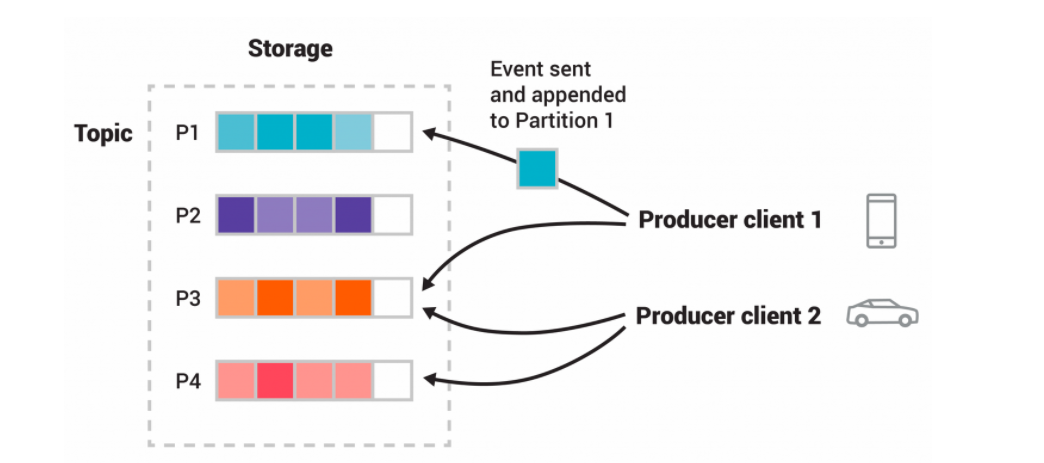 Storage
Event sent
and appended
to Partition 1
Topic
P1
P2
Producer client 1
P3
Producer client 2
P4